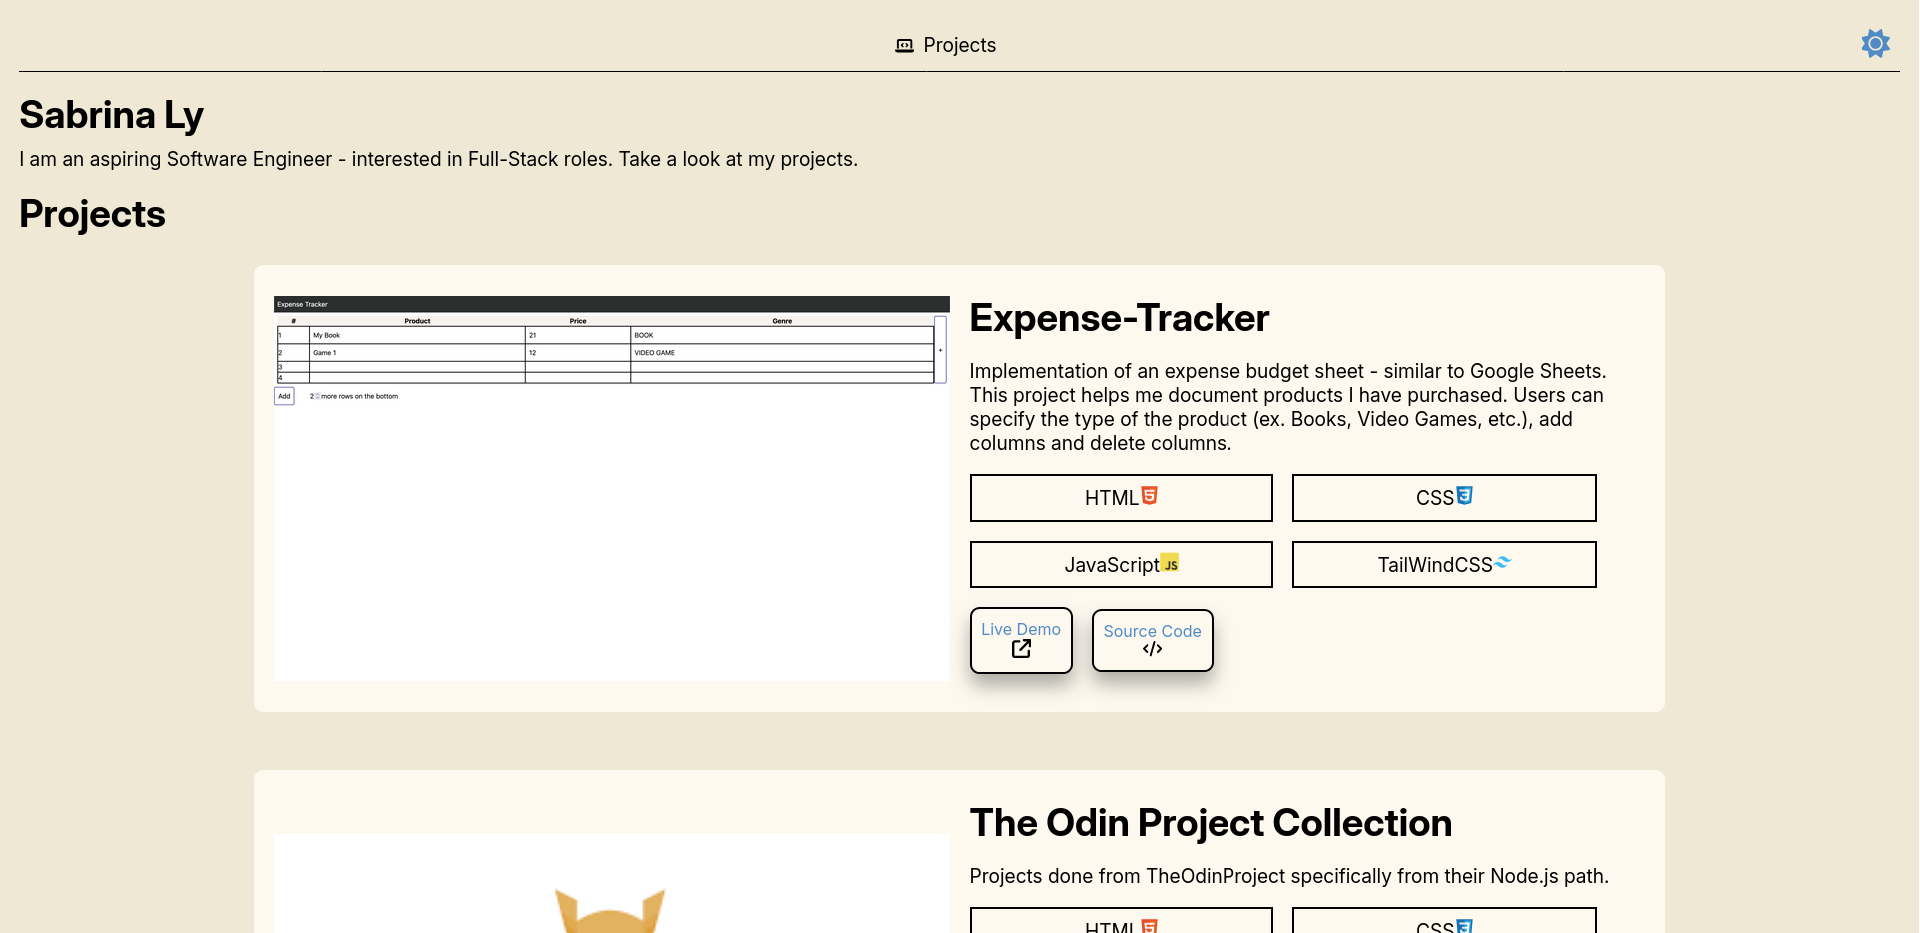 Projects
Sabrina Ly
I am an aspiring Software Engineer - interested in Full-Stack roles. Take a look at my projects.
Projects
Expense Tracker
# Product Price Genre
1 My Book 21 BOOK
2 Game 1 12 VIDEO GAME
3
4
+
Add 2 more rows on the bottom
Expense-Tracker
Implementation of an expense budget sheet - similar to Google Sheets.
This project helps me document products I have purchased. Users can
specify the type of the product (ex. Books, Video Games, etc.), add
columns and delete columns.
HTML 5 CSS 3
JavaScript JS TailWindCSS
Live Demo Source Code
</>
The Odin Project Collection
Projects done from TheOdinProject specifically from their Node.js path.
HTML 5 CSS 3